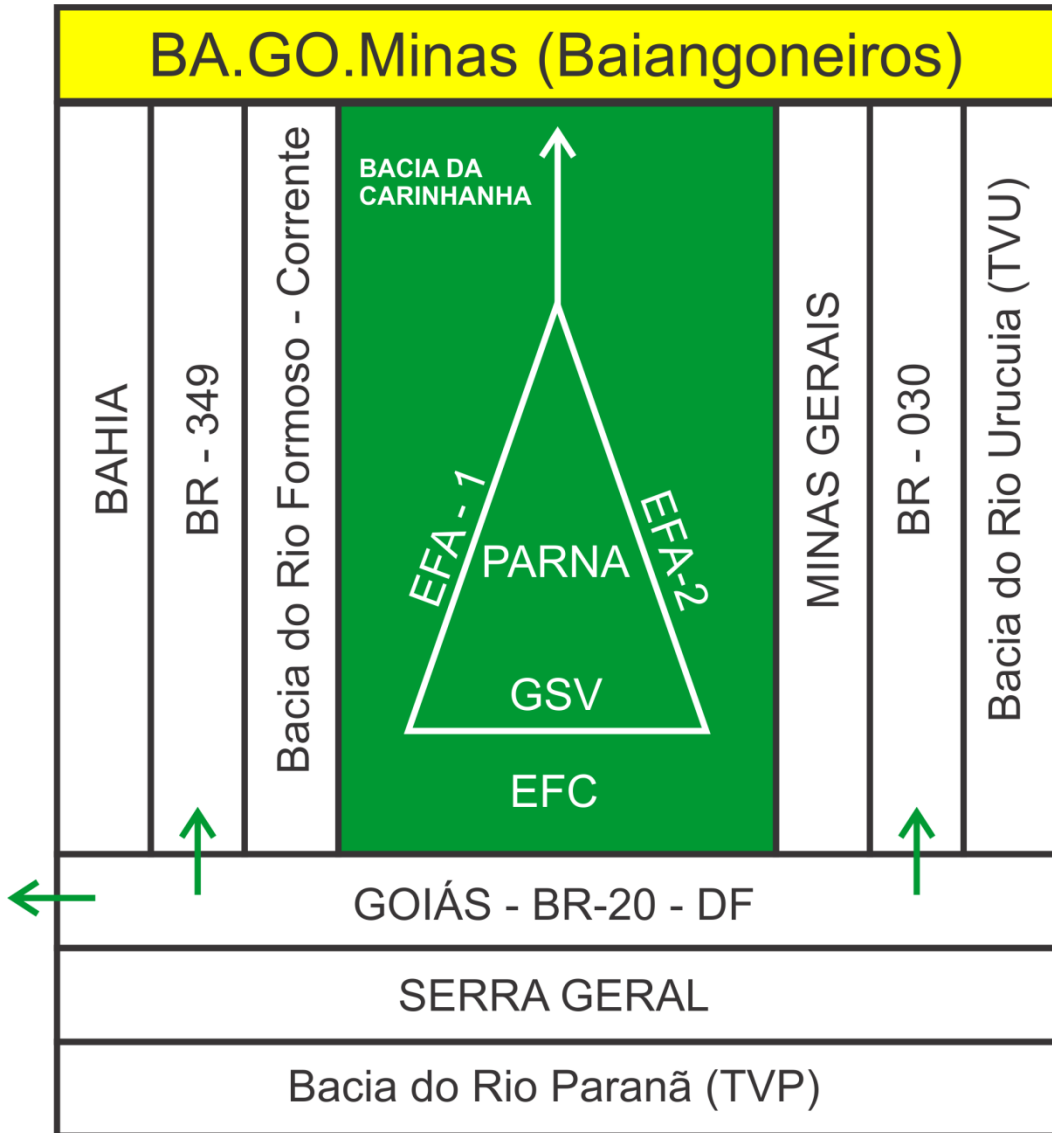 BA.GO.Minas (Baiangoneiros)
BAHIA
BR - 349
Bacia do Rio Formoso - Corrente
BACIA DA
CARINHANHA
EFA - 1
PARNA
EFA-2
GSV
EFC
MINAS GERAIS
BR - 030
Bacia do Rio Urucuia (TVU)
GOIÁS - BR-20 - DF
SERRA GERAL
Bacia do Rio Paranã (TVP)